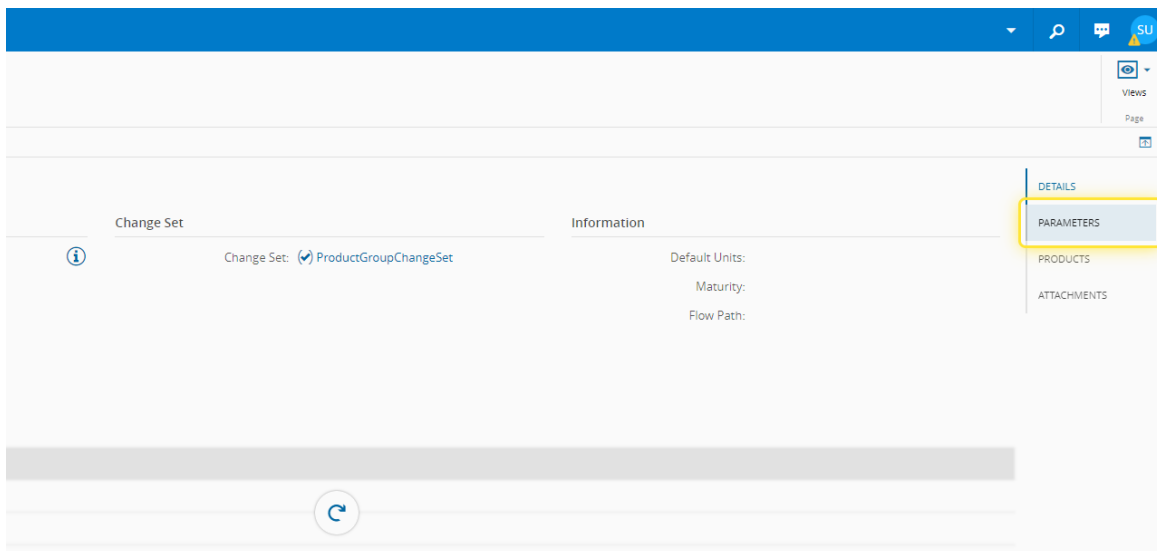 SU
Views
Page
DETAILS
Change Set
Information
PARAMETERS
Change Set: ProductGroupChangeSet
Default Units:
PRODUCTS
Maturity:
ATTACHMENTS
Flow Path: